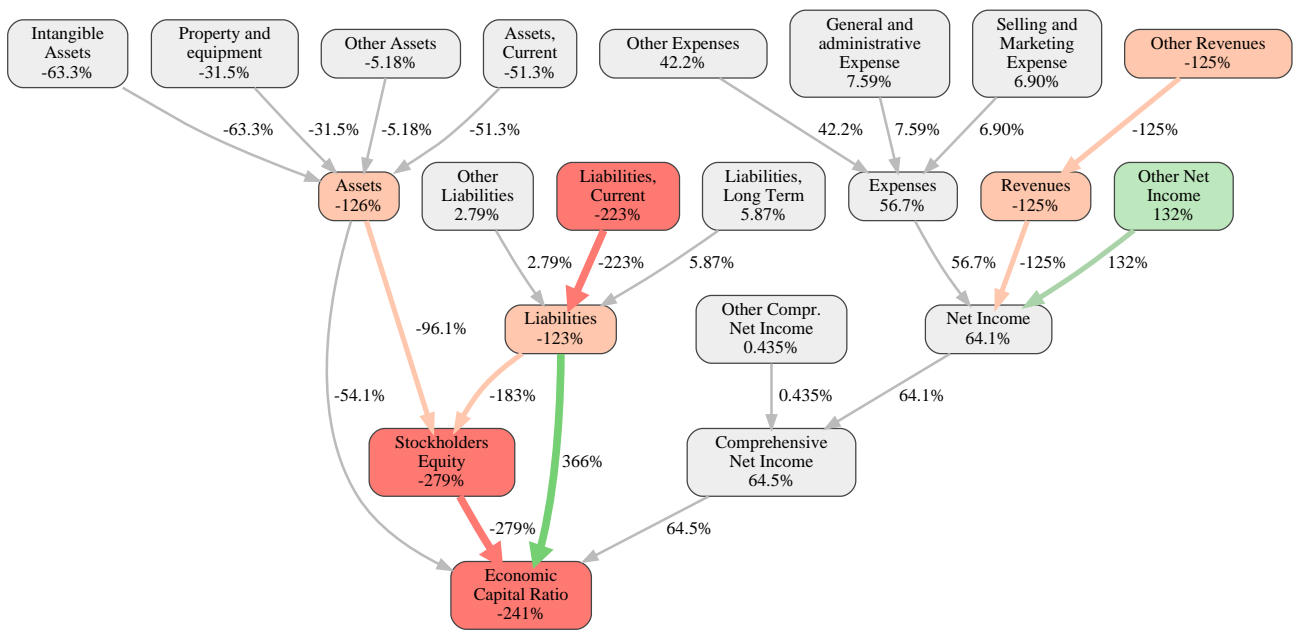 Intangible
Assets
-63.3%
Property and
equipment
-31.5%
Other Assets
-5.18%
Assets,
Current
-51.3%
Other Expenses
42.2%
General and
administrative
Expense
7.59%
Selling and
Marketing
Expense
6.90%
Other Revenues
-125%
-63.3%
-31.5%
-5.18%
-51.3%
42.2%
7.59%
6.90%
-125%
Assets
-126%
Other
Liabilities
2.79%
Liabilities,
Current
-223%
Liabilities,
Long Term
5.87%
Expenses
56.7%
Revenues
-125%
Other Net
Income
132%
2.79%
-223%
5.87%
56.7%
-125%
132%
Liabilities
-123%
Other Compr.
Net Income
0.435%
Net Income
64.1%
-96.1%
-54.1%
-183%
0.435%
64.1%
Stockholders
Equity
-279%
366%
Comprehensive
Net Income
64.5%
-279%
64.5%
Economic
Capital Ratio
-241%